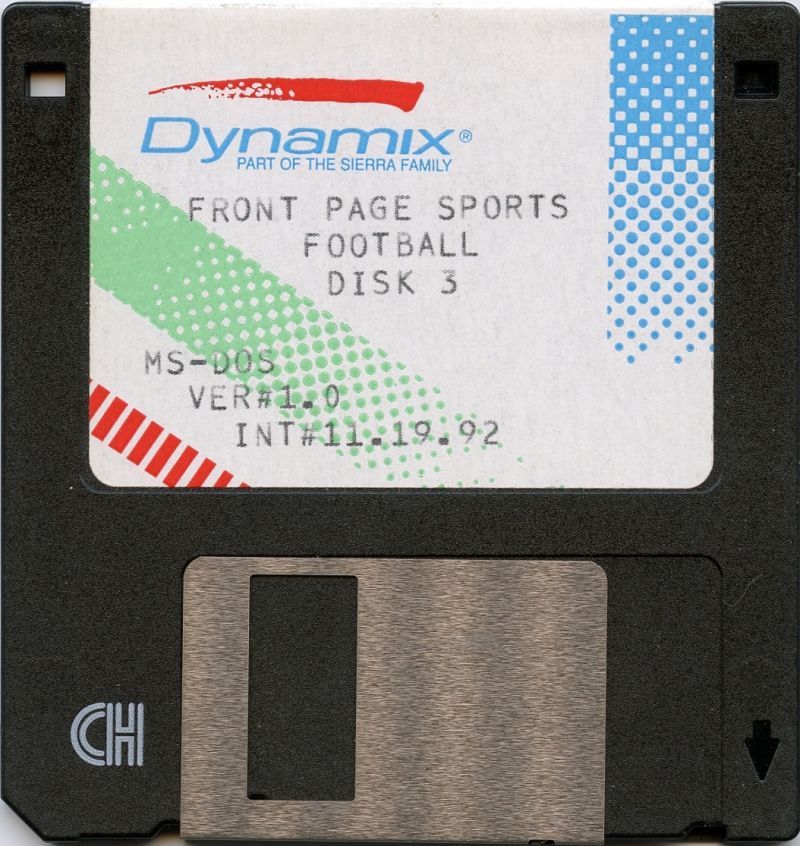 Dynamix®
PART OF THE SIERRA FAMILY
FRONT PAGE SPORTS
FOOTBALL
DISK 3
MS-DOS
VER#1.0
INT#11.19.92
CH